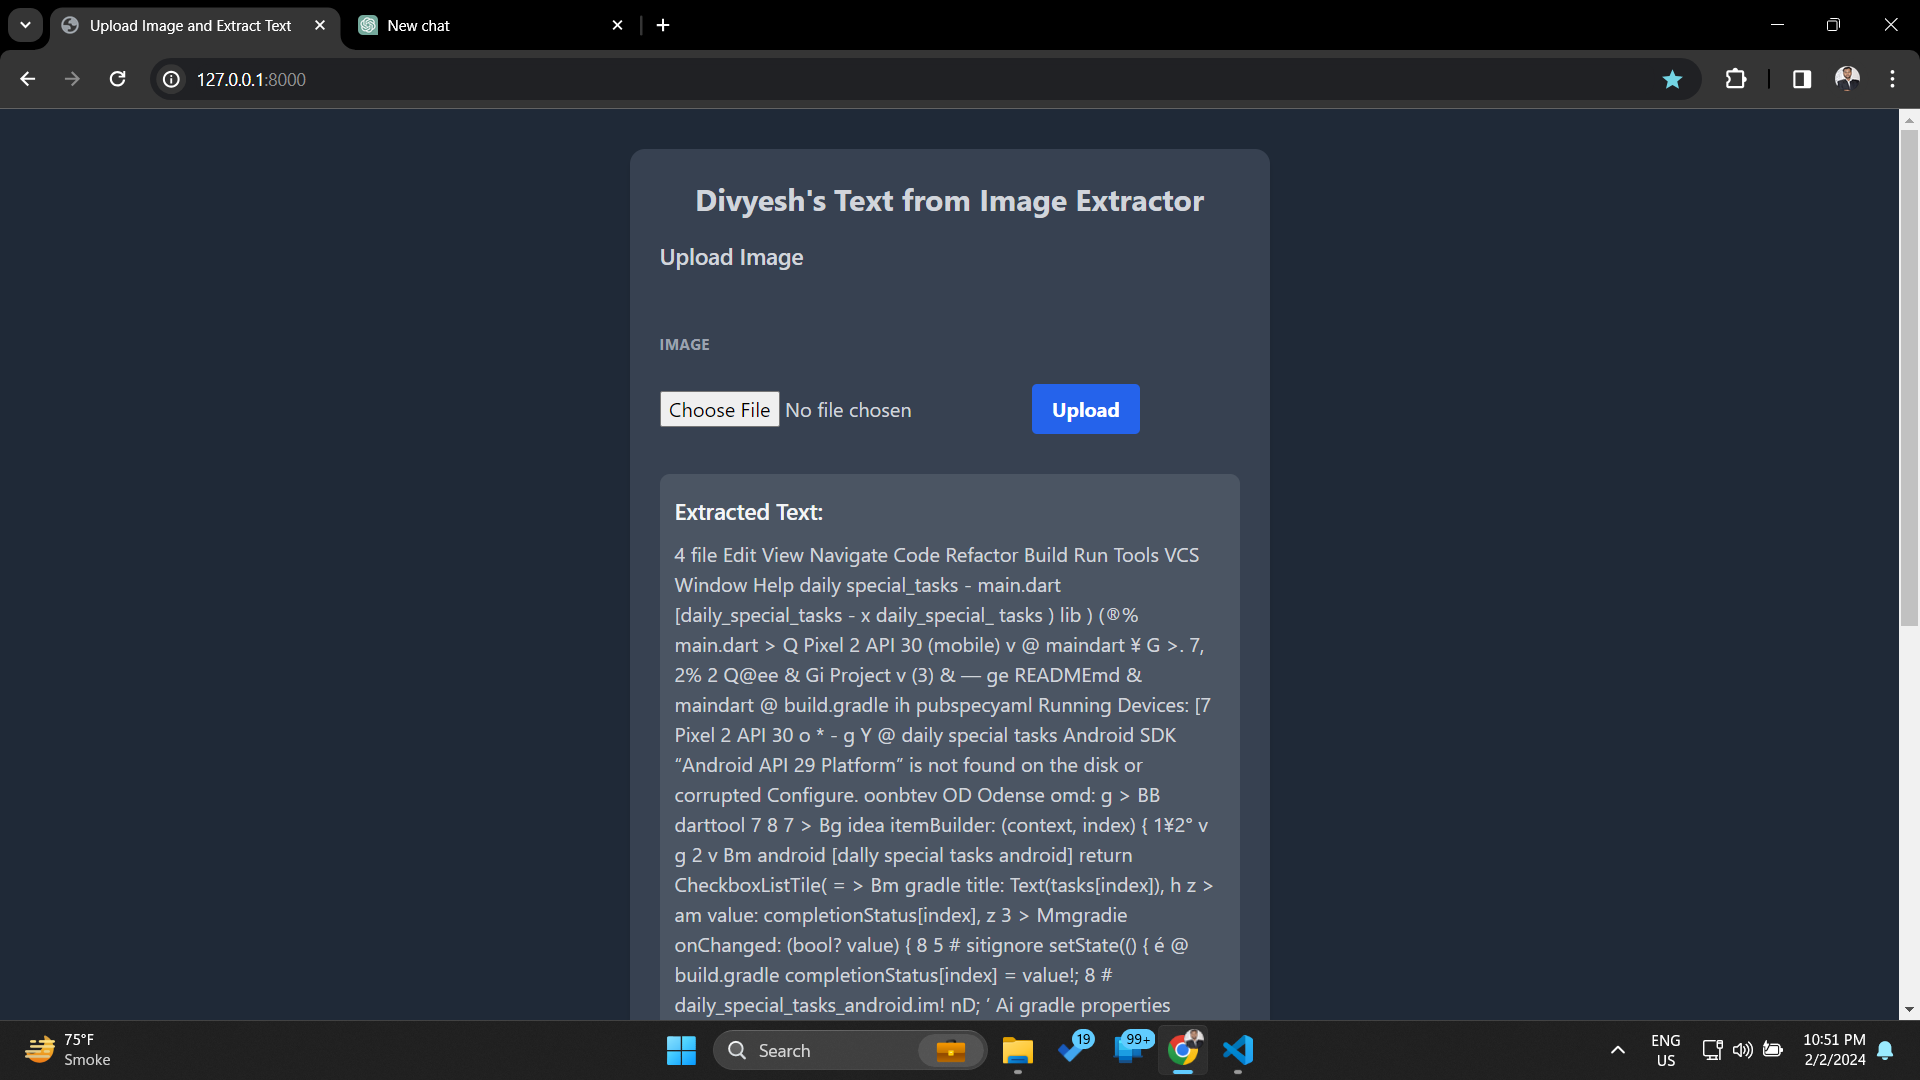 Upload Image and Extract Text
New chat
127.0.0.1:8000
Divyesh's Text from Image Extractor
Upload Image
IMAGE
Choose File No file chosen
Upload
Extracted Text:
4 file Edit View Navigate Code Refactor Build Run Tools VCS
Window Help daily special_tasks - main.dart
[daily_special_tasks - x daily_special_ tasks ) lib ) (®%
main.dart > Q Pixel 2 API 30 (mobile) v @ maindart ¥ G >. 7,
2% 2 Q@ee & Gi Project v (3) & — ge READMEmd &
maindart @ build.gradle ih pubspecyaml Running Devices: [7
Pixel 2 API 30 o * - g Y @ daily special tasks Android SDK
“Android API 29 Platform” is not found on the disk or
corrupted Configure. oonbtev OD Odense omd: g > BB
darttool 7 8 7 > Bg idea itemBuilder: (context, index) { 1¥2° v
g 2 v Bm android [dally special tasks android] return
CheckboxListTile( = > Bm gradle title: Text(tasks[index]), h z >
am value: completionStatus[index], z 3 > Mmgradie
onChanged: (bool? value) { 8 5 # sitignore setState(() { é @
build.gradle completionStatus[index] = value!; 8 #
daily_special_tasks_android.im! nD; ‘ Ai gradle properties
75°F
Smoke
Search
19
99+
ENG
US
10:51 PM
2/2/2024